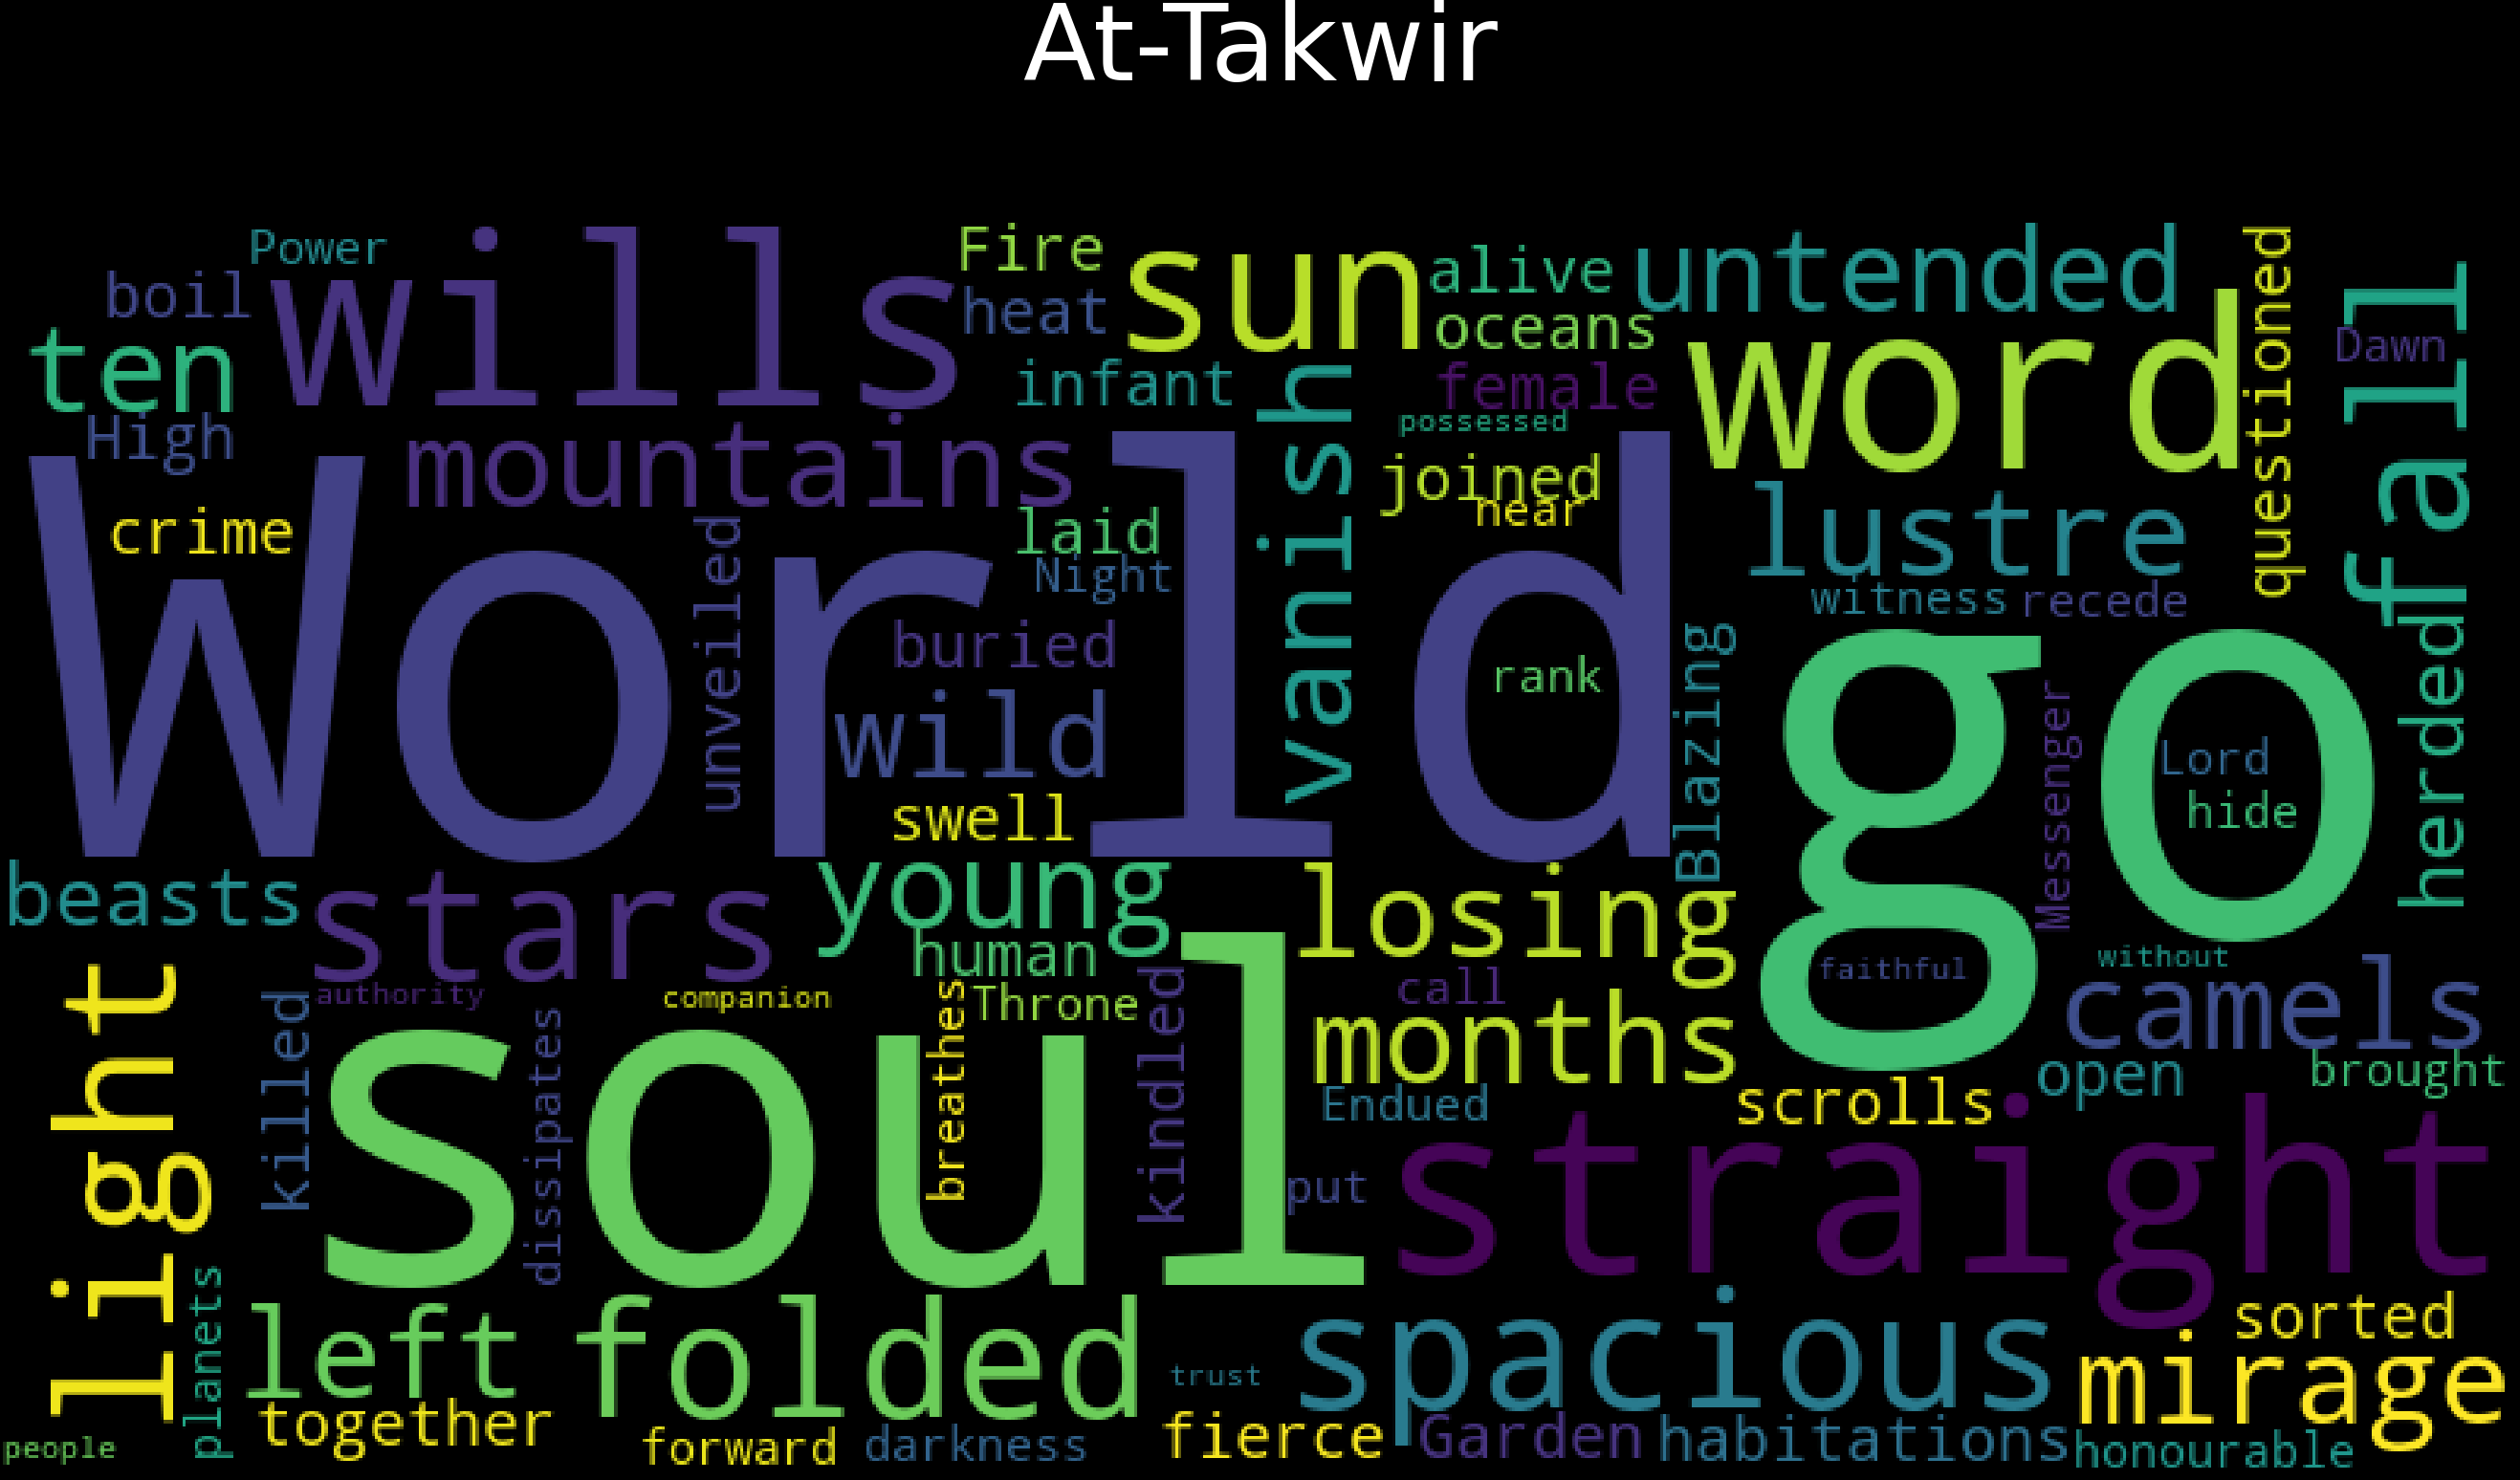 At-Takwir
Power
wills
Fire
sun
alive
untended
questioned
boil
heat
oceans
word
Dawn
fall
ten
infant
vanish
female
High
mountains
possessed
World
joined
near
lustre
crime
unveiled
laid
Night
witness
recede
buried
rank
Blazing
go
herded
wild
Messenger
Lord
hide
swell
beasts
stars
young
losing
human
without
light
authority
companion
breathes
Throne
kindled
call
faithful
camels
killed
dissipates
soul
months
open
brought
Endued
scrolls
put
straight
planets
left
folded
trust
spacious
sorted
mirage
together
people
forward
darkness
fierce
Garden
habitations
honourable